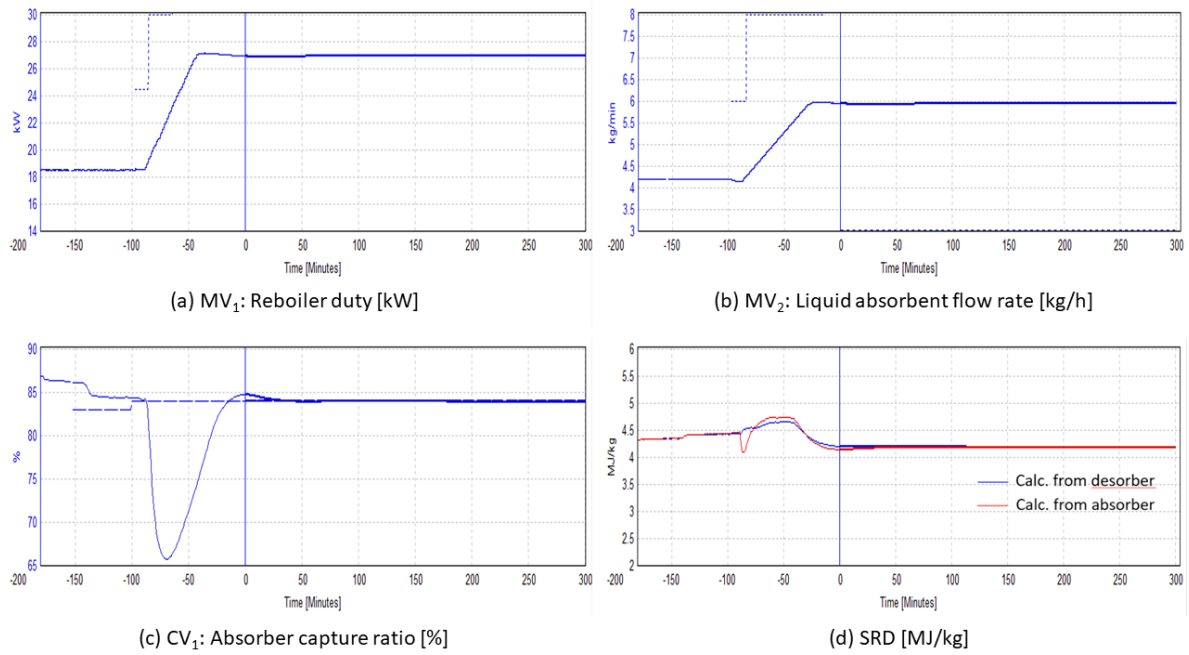 30
28
26
24
22
20
18
16
14
kW
-200 -150 -100 -50 0 50 100 150 200 250 300
Time [Minutes]
(a) MV1: Reboiler duty [kW]
8
7.5
7
6.5
6
5.5
5
4.5
4
3.5
3
kg/min
-200 -150 -100 -50 0 50 100 150 200 250 300
Time [Minutes]
(b) MV2: Liquid absorbent flow rate [kg/h]
90
85
80
75
70
65
%
-200 -150 -100 -50 0 50 100 150 200 250 300
Time [Minutes]
(c) CV1: Absorber capture ratio [%]
6
5.5
5
4.5
4
3.5
3
2.5
2
MJ/kg
Calc. from desorber
Calc. from absorber
-200 -150 -100 -50 0 50 100 150 200 250 300
Time [Minutes]
(d) SRD [MJ/kg]